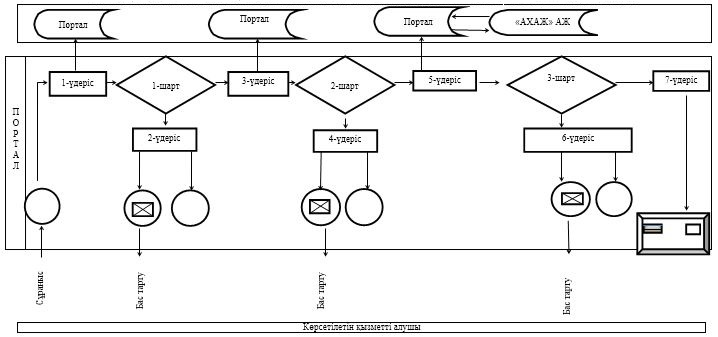 Портал
Портал
Портал
«АХАЖ» АЖ
ПОРТАЛ
1-үдеріс
1-шарт
3-үдеріс
2-шарт
5-үдеріс
3-шарт
7-үдеріс
2-үдеріс
4-үдеріс
6-үдеріс
Сұраныс
Бас тарту
Бас тарту
Бас тарту
Көрсетілетін қызметті алушы